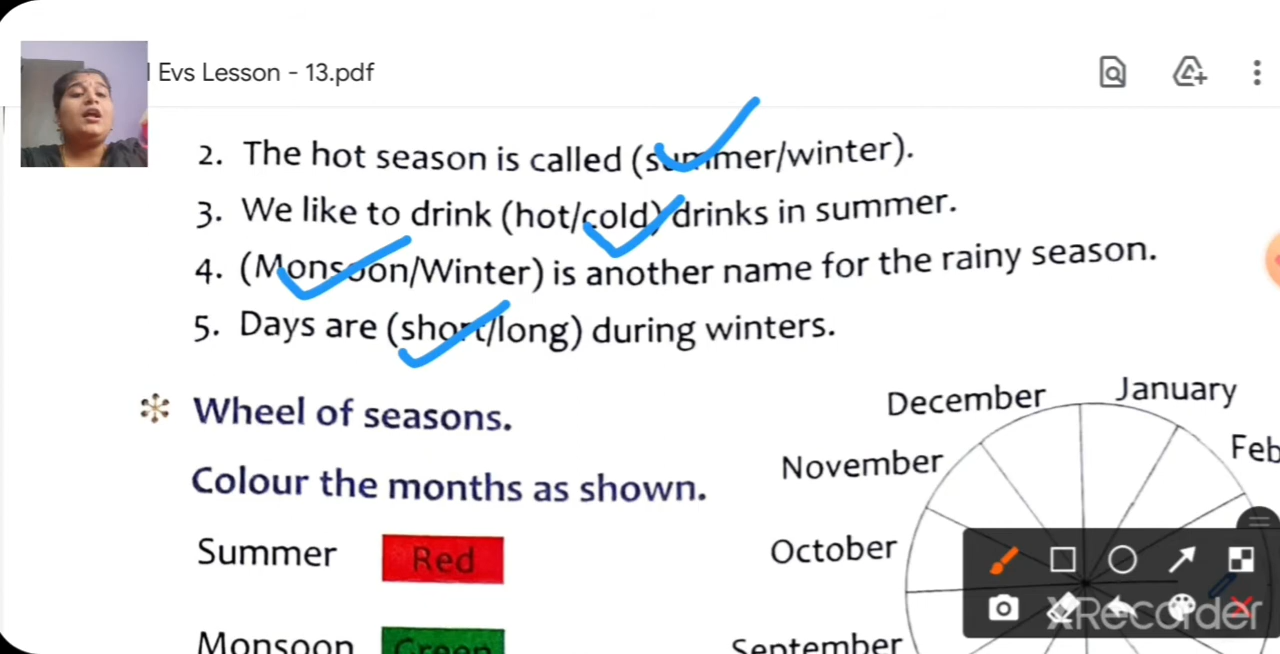 Evs Lesson - 13.pdf
2. The hot season is called (summer/winter).
3. We like to drink (hot/cold) drinks in summer.
4. (Monsoon/Winter) is another name for the rainy season.
5. Days are (short/long) during winters.
Wheel of seasons.
December January
November Feb
Colour the months as shown.
October
Summer Red
Monsoon Green
September
XRecorder